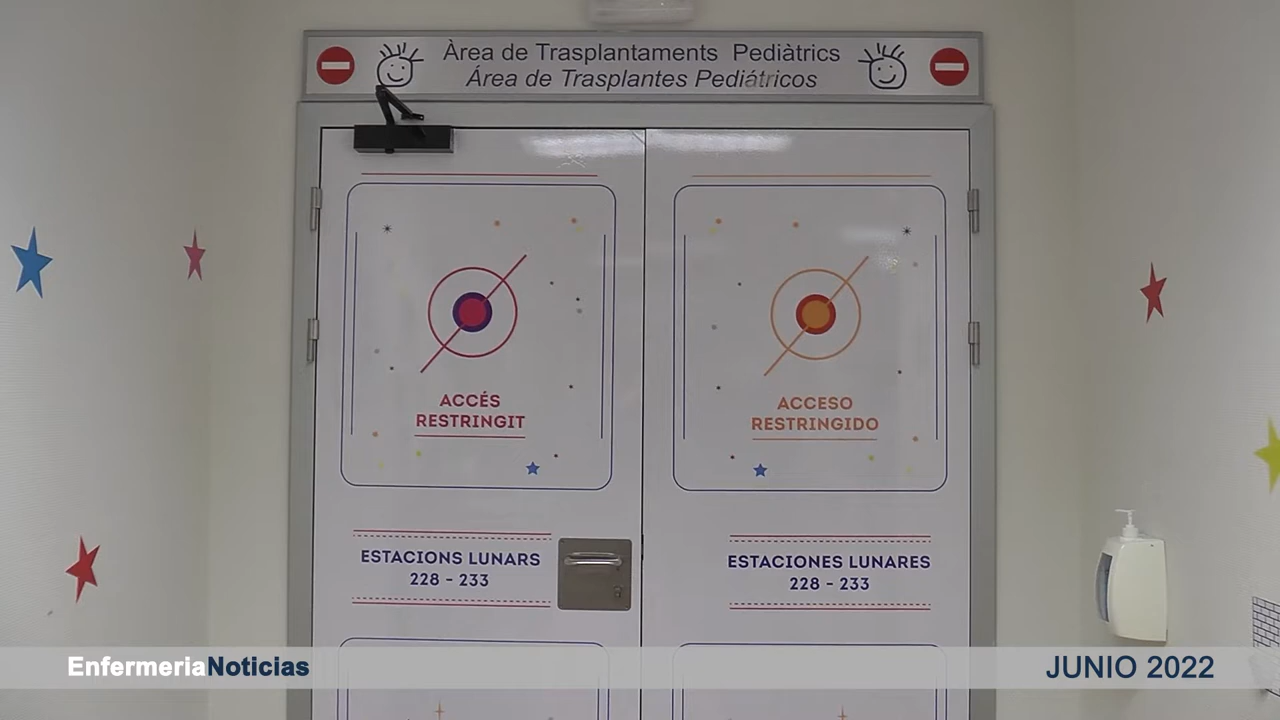 Àrea de Trasplantaments Pediàtrics
Área de Trasplantes Pediátricos
ACCÉS
RESTRINGIT
ACCESO
RESTRINGIDO
ESTACIONS LUNARS
228 - 233
ESTACIONES LUNARES
228 - 233
EnfermeriaNoticias
JUNIO 2022